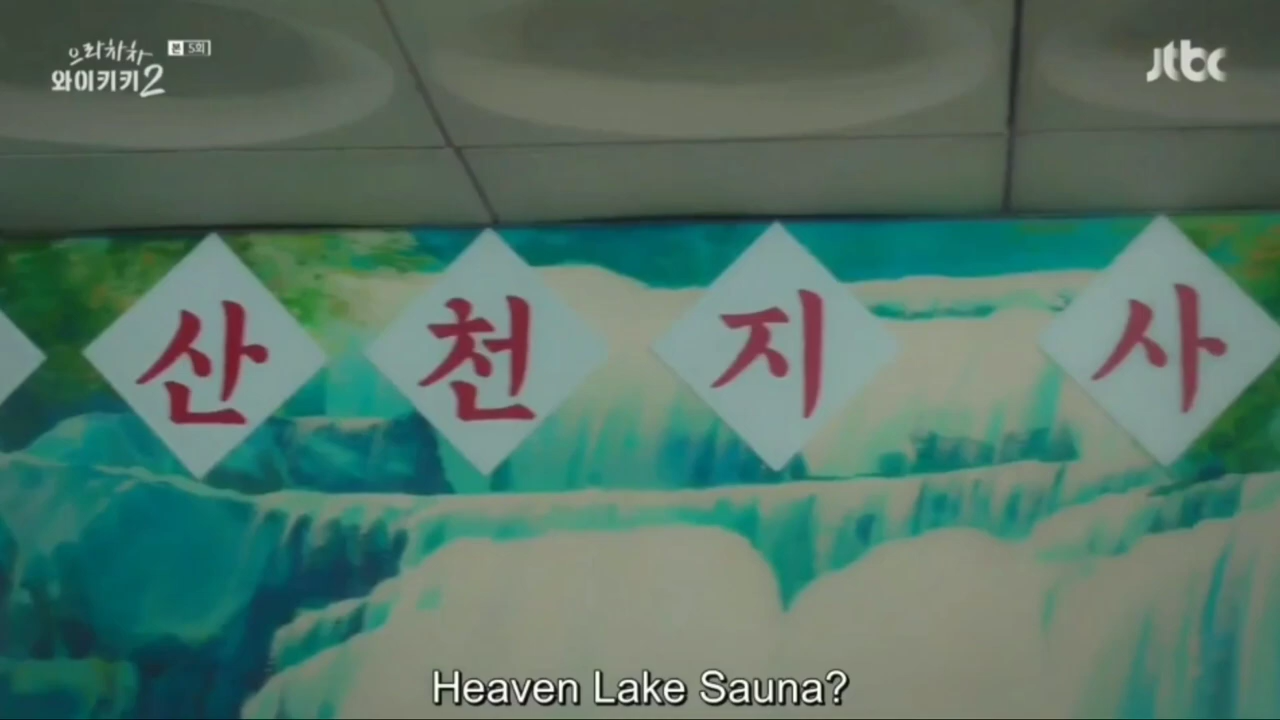 으라차차
와이키키2
본 5회
jtbc
산 천 지 사
Heaven Lake Sauna?